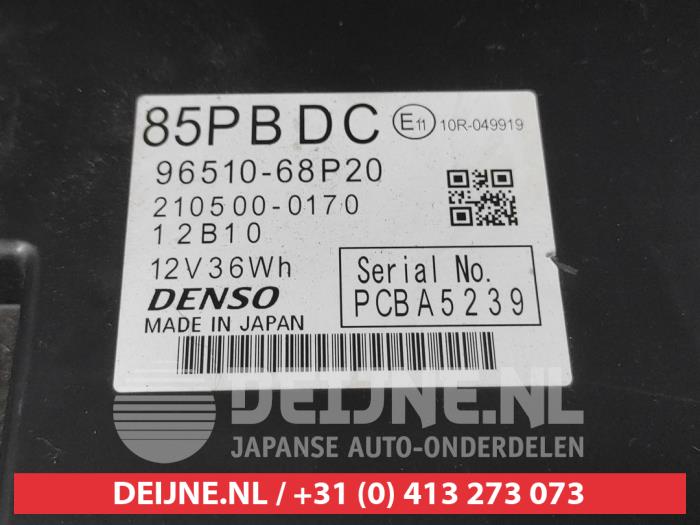 85PBDC E11 10R-049919
96510-68P20
210500-0170
12B10
12V36Wh
DENSO
MADE IN JAPAN
Serial No.
PCBA5239
DEIJNE.NL
JAPANSE AUTO-ONDERDELEN
DEIJNE.NL / +31 (0) 413 273 073